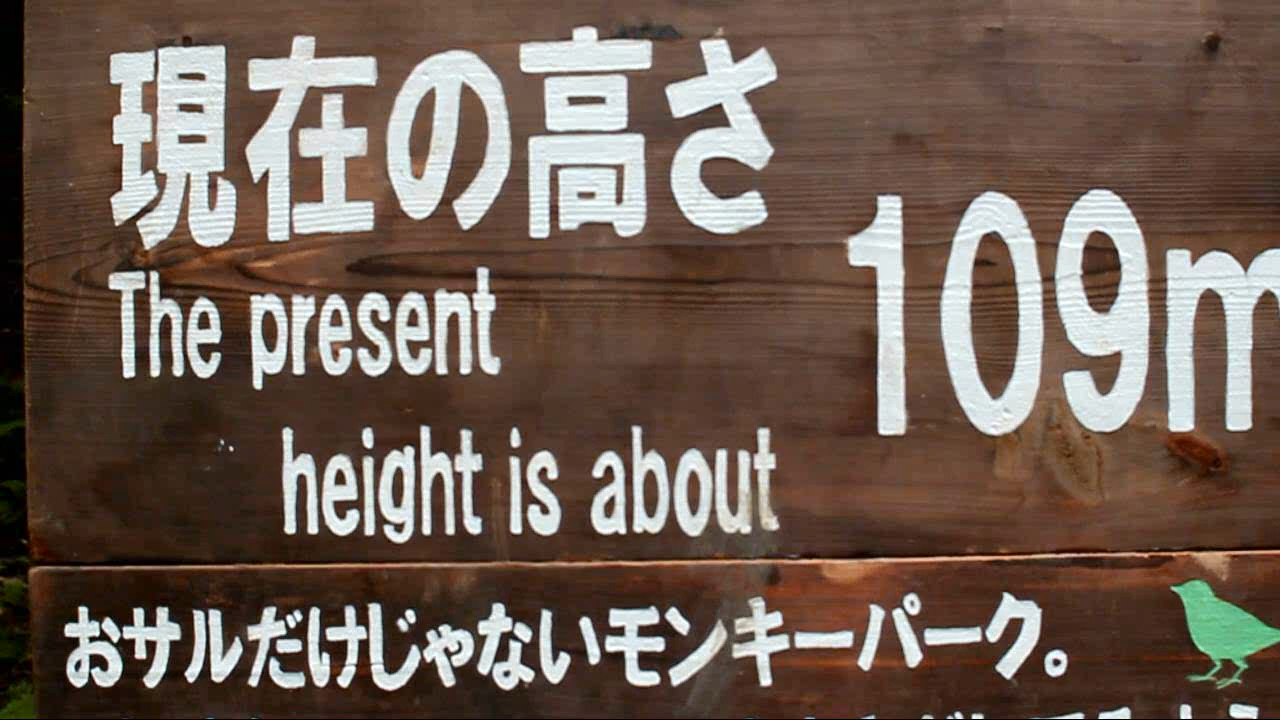 現在の高さ
109m
The present
height is about
おサルだけじゃないモンキーパーク。